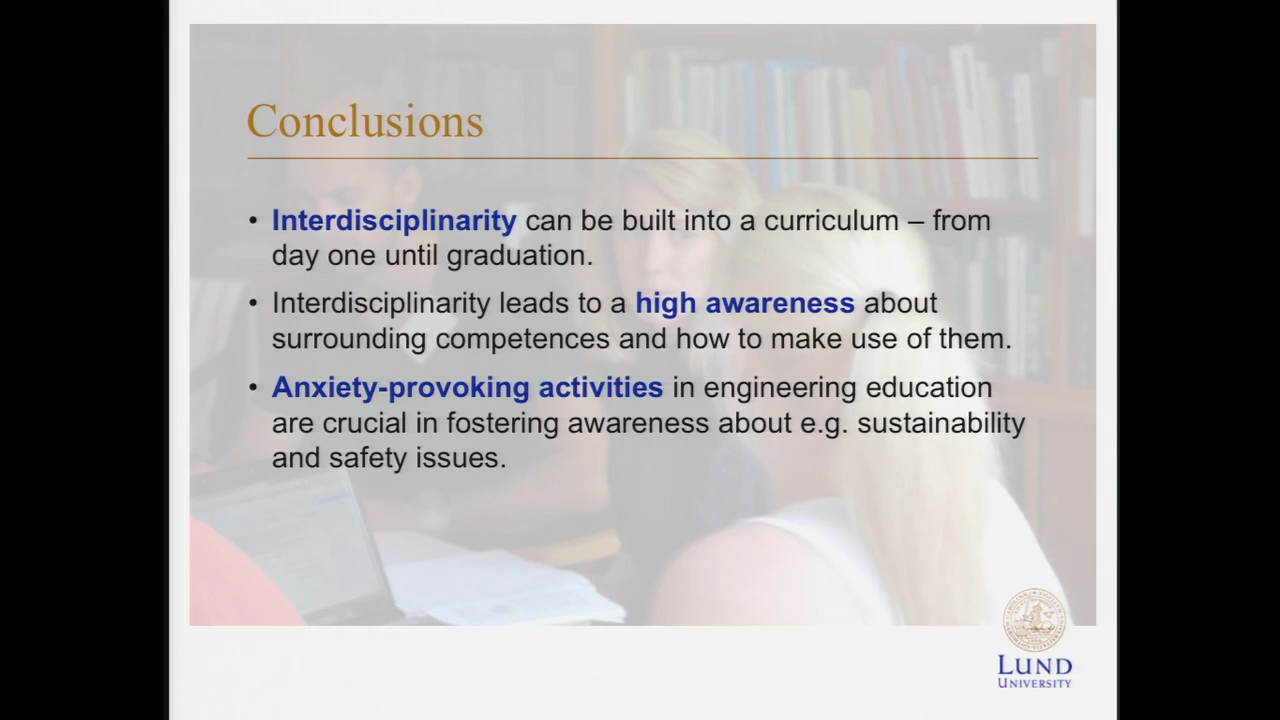 Conclusions
• Interdisciplinarity can be built into a curriculum – from
day one until graduation.
• Interdisciplinarity leads to a high awareness about
surrounding competences and how to make use of them.
• Anxiety-provoking activities in engineering education
are crucial in fostering awareness about e.g. sustainability
and safety issues.
LUND
UNIVERSITY